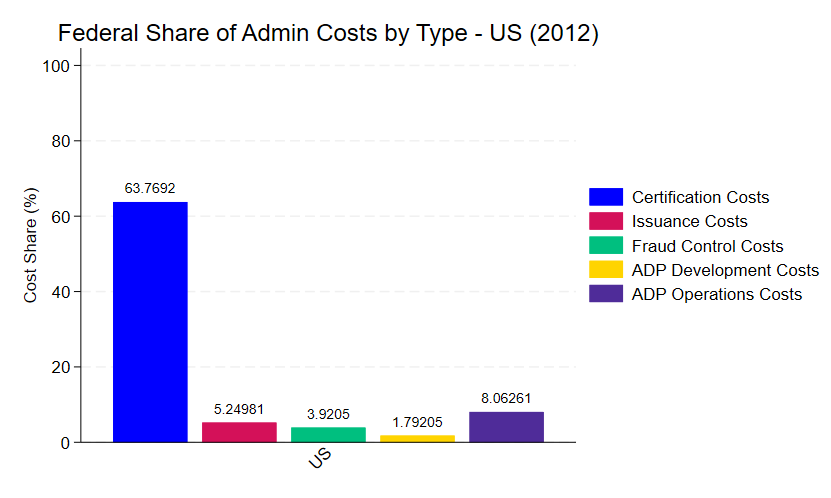 Federal Share of Admin Costs by Type - US (2012)
100
80
60
40
20
0
Cost Share (%)
63.7692
5.24981
3.9205
1.79205
8.06261
US
Certification Costs
Issuance Costs
Fraud Control Costs
ADP Development Costs
ADP Operations Costs